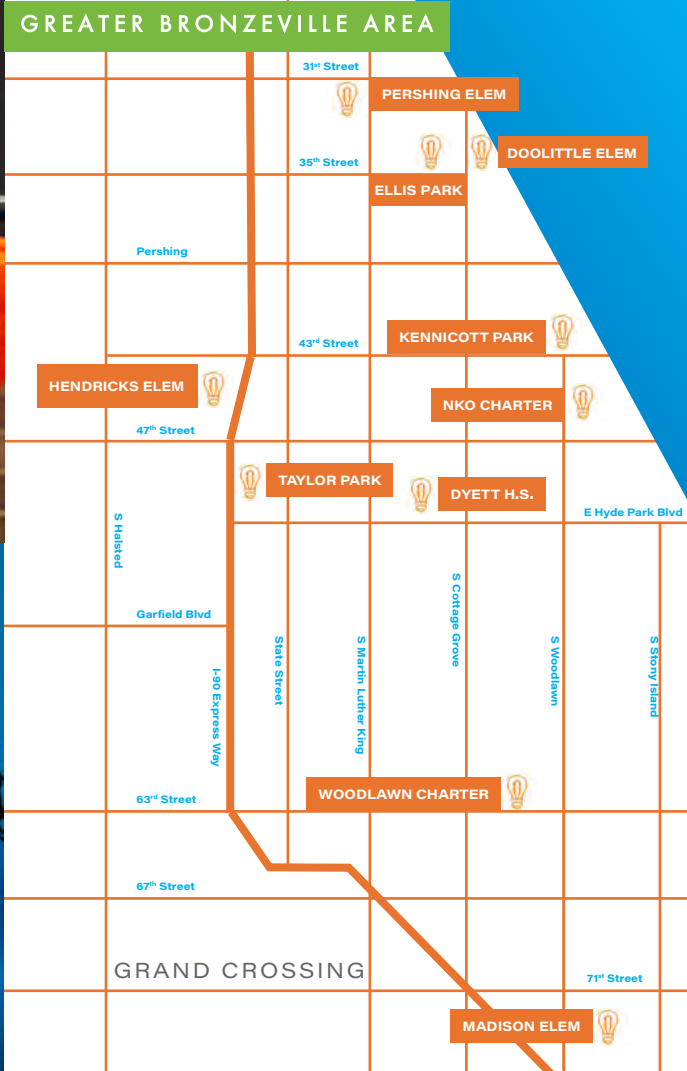 GREATER BRONZEVILLE AREA
31st Street
PERSHING ELEM
35th Street
DOOLITTLE ELEM
ELLIS PARK
Pershing
KENNICOTT PARK
43rd Street
HENDRICKS ELEM
NKO CHARTER
47th Street
TAYLOR PARK
DYETT H.S.
E Hyde Park Blvd
S Halsted
Garfield Blvd
I-90 Express Way
State Street
S Martin Luther King
S Cottage Grove
S Woodlawn
S Stony Island
WOODLAWN CHARTER
63rd Street
67th Street
GRAND CROSSING
71st Street
MADISON ELEM